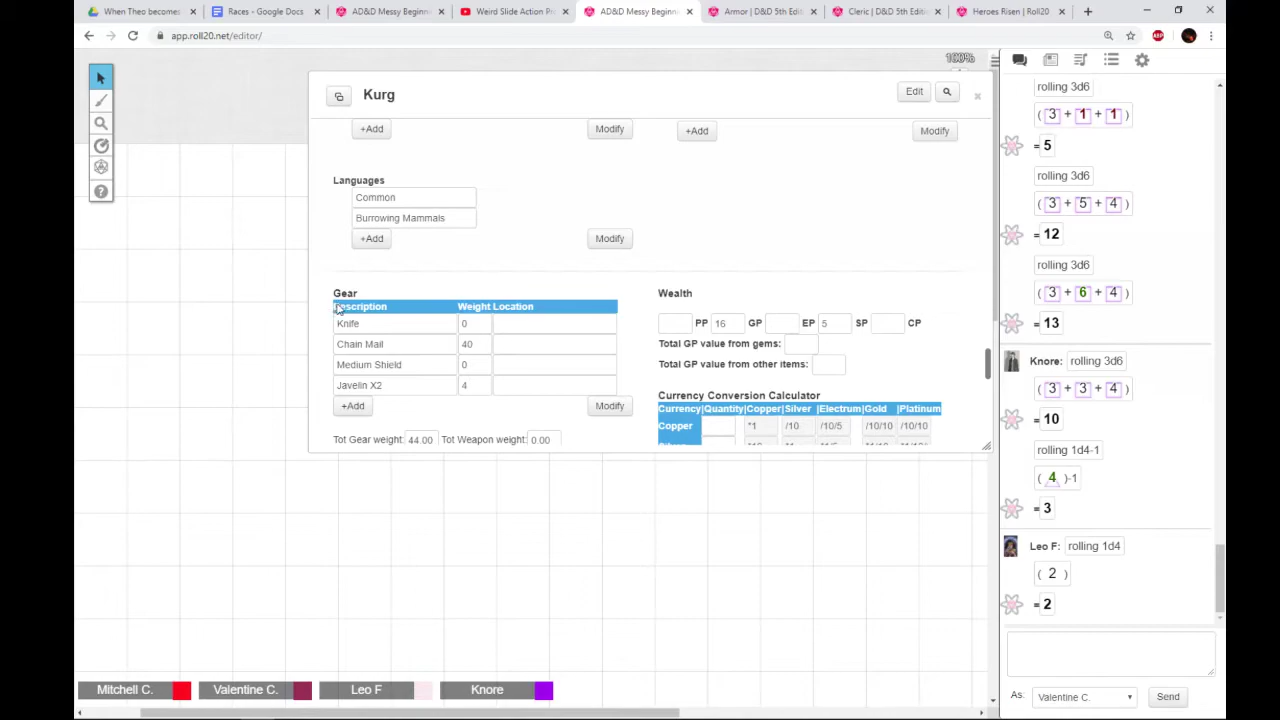 When Theo becomes
Races - Google Docs
AD&D Messy Beginn
Weird Slide Action P
AD&D Messy Beginn
Armor | D&D 5th Edi
Cleric | D&D 5th Edi
Heroes Risen | Roll20
app.roll20.net/editor/
ABP
100%
Kurg
Edit
+Add
Modify
+Add
Modify
Languages
Common
Burrowing Mammals
+Add
Modify
Gear
Description Weight Location
Knife 0
Chain Mail 40
Medium Shield 0
Javelin X2 4
+Add
Modify
Tot Gear weight: 44.00 Tot Weapon weight: 0.00
Wealth
PP 16 GP EP 5 SP CP
Total GP value from gems:
Total GP value from other items:
Currency Conversion Calculator
Currency|Quantity|Copper|Silver |Electrum|Gold |Platinum
Copper *1 /10 /10/5 /10/10 /10/10
rolling 3d6
( 3 + 1 + 1 )
= 5
rolling 3d6
( 3 + 5 + 4 )
= 12
rolling 3d6
( 3 + 6 + 4 )
= 13
Knore: rolling 3d6
( 3 + 3 + 4 )
= 10
rolling 1d4-1
( 4 )-1
= 3
Leo F: rolling 1d4
( 2 )
= 2
As: Valentine C. Send
Mitchell C.
Valentine C.
Leo F
Knore